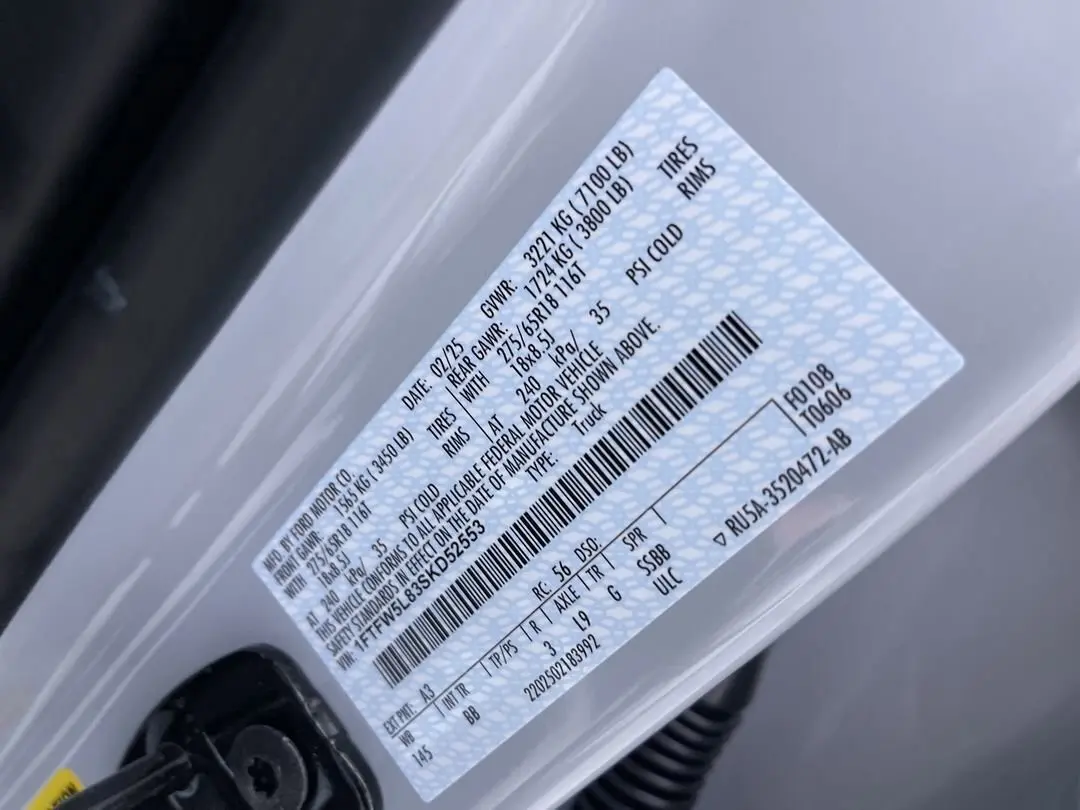 MFD. BY FORD MOTOR CO. DATE: 02/25 GVWR: 3221 KG ( 7100 LB)
FRONT GAWR: 1565 KG ( 3450 LB) REAR GAWR: 1724 KG ( 3800 LB)
WITH 275/65R18 116T TIRES WITH 275/65R18 116T TIRES
18x8.5J RIMS 18x8.5J RIMS
AT 240 kPa/ 35 PSI COLD AT 240 kPa/ 35 PSI COLD
THIS VEHICLE CONFORMS TO ALL APPLICABLE FEDERAL MOTOR VEHICLE
SAFETY STANDARDS IN EFFECT ON THE DATE OF MANUFACTURE SHOWN ABOVE.
VIN: 1FTFW5L83SKD52553 TYPE: Truck
EXT PNT: A3 RC: 56 DSO: F0108
WB INT TR TP/PS R AXLE TR SPR T0606
145 BB 3 L9 G SSBB
2202502183992 ULC ▽ RU5A-3520472-AB